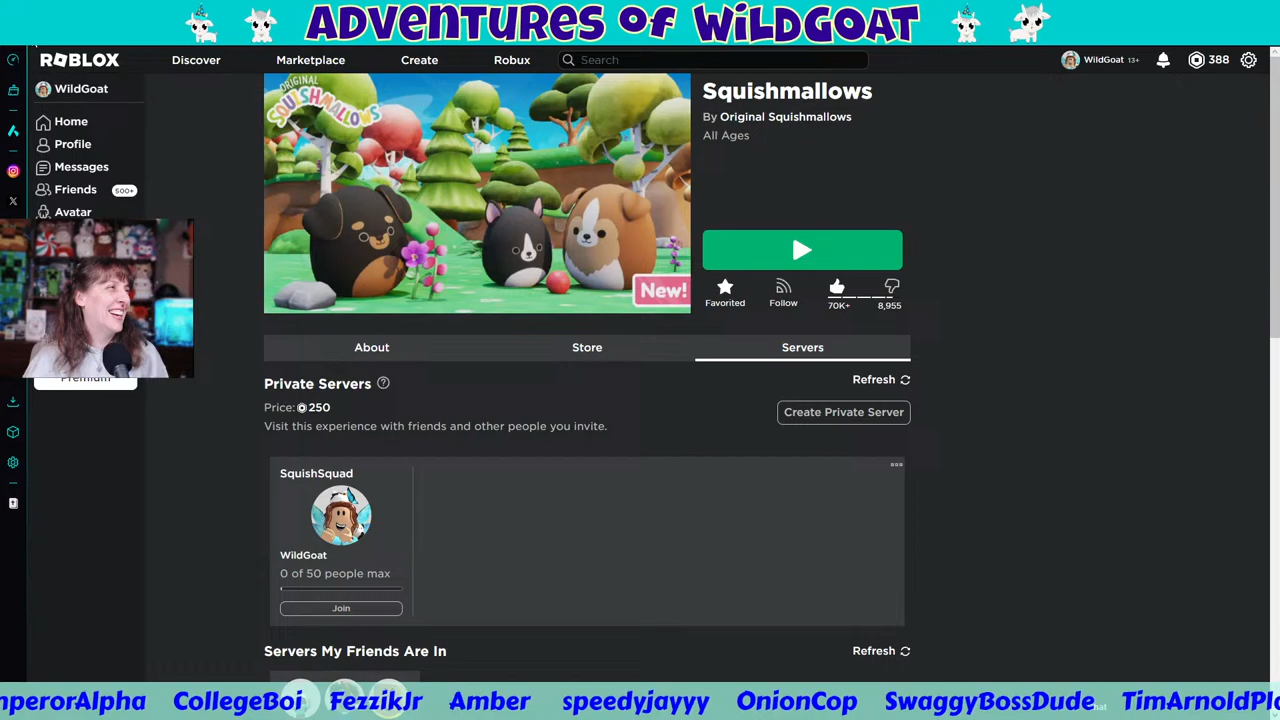 ADVENTURES OF WiLDGOAT
ROBLOX
Discover
Marketplace
Create
Robux
Search
WildGoat 13+
388
WildGoat
Home
Profile
Messages
Friends
500+
Avatar
Premium
ORIGINAL
SQUISHMALLOWS
New!
Squishmallows
By Original Squishmallows
All Ages
Favorited
Follow
70K+
8,955
About
Store
Servers
Private Servers
Refresh
Price: 250
Create Private Server
Visit this experience with friends and other people you invite.
SquishSquad
WildGoat
0 of 50 people max
Join
Servers My Friends Are In
Refresh
mperorAlpha CollegeBoi FezzikJr Amber speedyjayyy OnionCop SwaggyBossDude TimArnoldPl